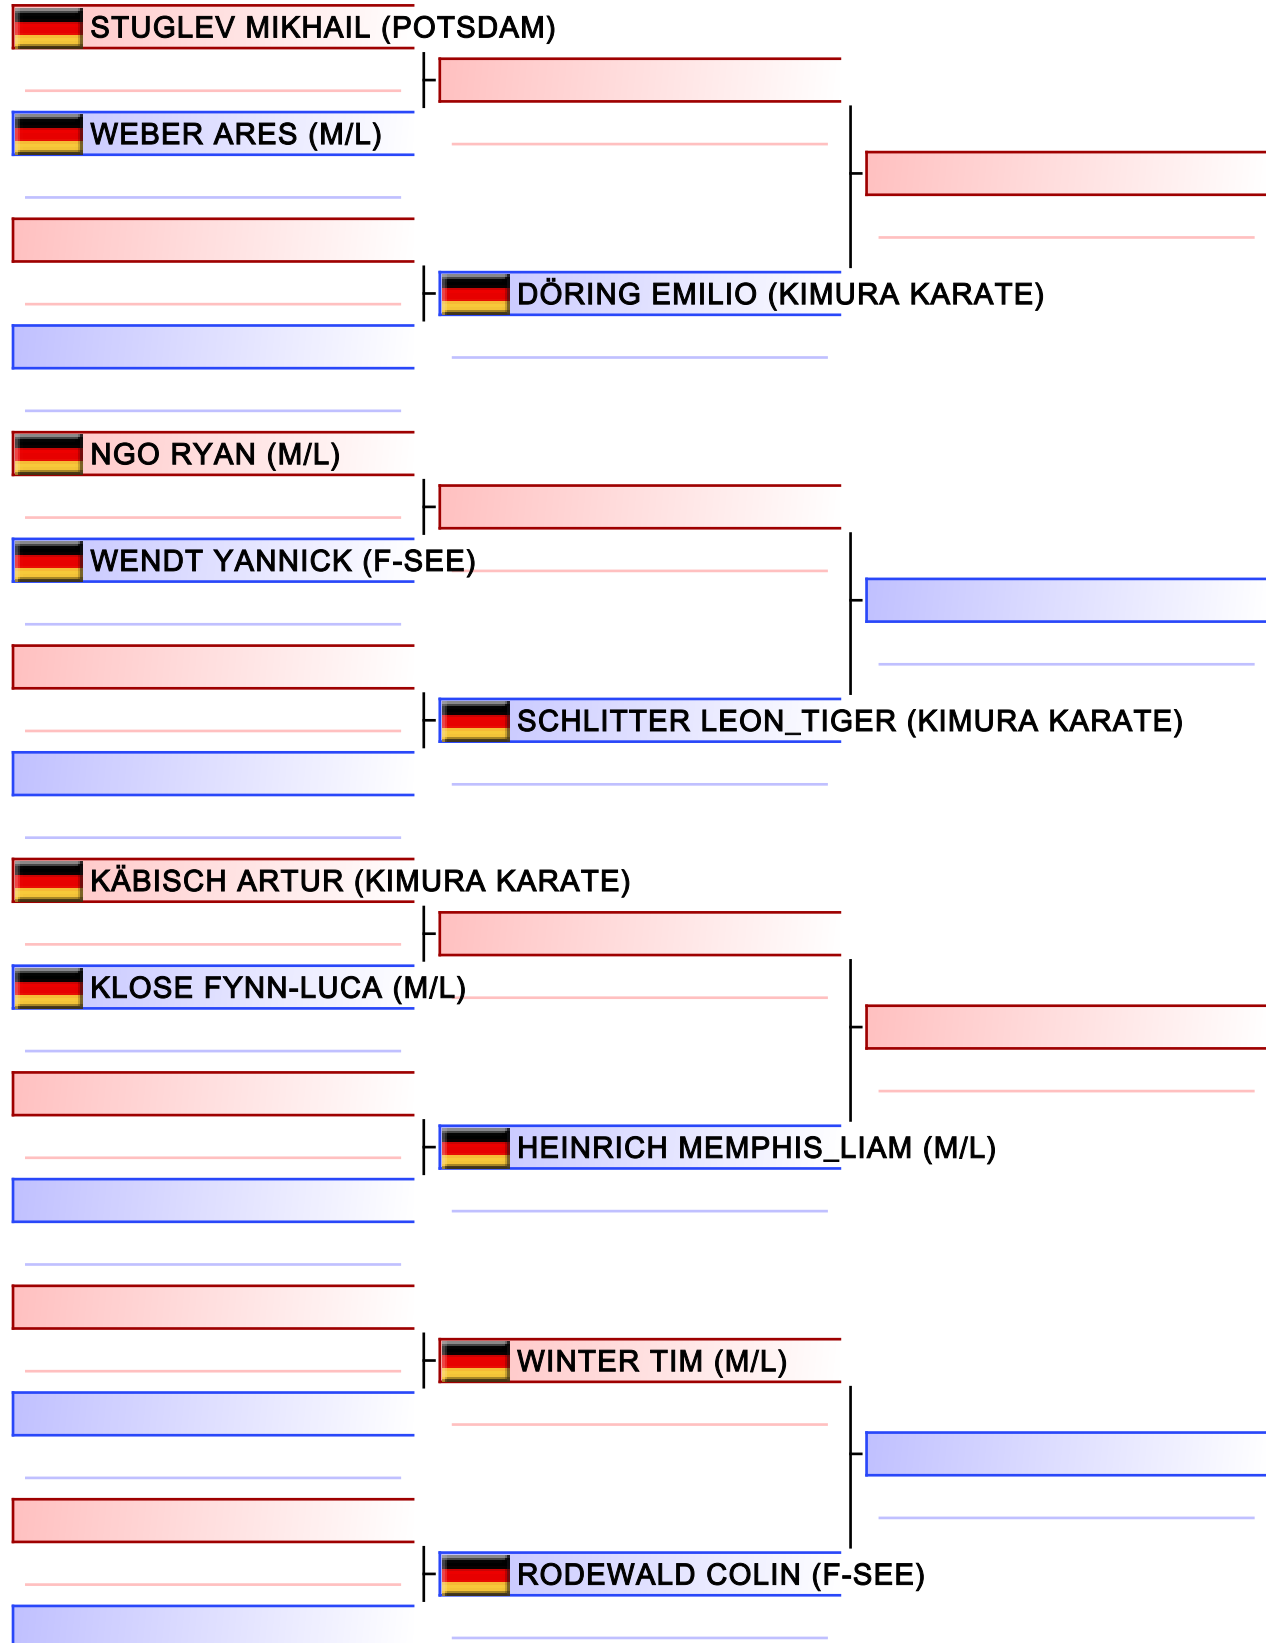 STUGLEV MIKHAIL (POTSDAM)
WEBER ARES (M/L)
DÖRING EMILIO (KIMURA KARATE)
NGO RYAN (M/L)
WENDT YANNICK (F-SEE)
SCHLITTER LEON_TIGER (KIMURA KARATE)
KÄBISCH ARTUR (KIMURA KARATE)
KLOSE FYNN-LUCA (M/L)
HEINRICH MEMPHIS_LIAM (M/L)
WINTER TIM (M/L)
RODEWALD COLIN (F-SEE)